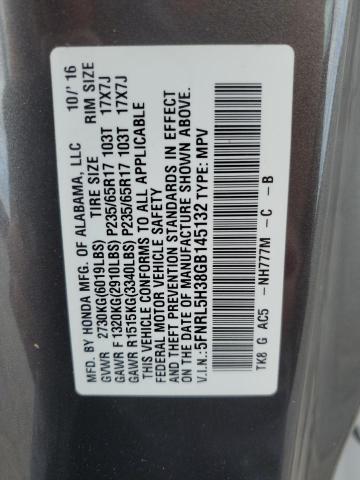 MFD. BY HONDA MFG. OF ALABAMA, LLC 10/'16
TIRE SIZE RIM SIZE
GVWR 2730KG(6019LBS)
GAWR F1320KG(2910LBS) P235/65R17 103T 17X7J
GAWR R1515KG(3340LBS) P235/65R17 103T 17X7J
THIS VEHICLE CONFORMS TO ALL APPLICABLE
FEDERAL MOTOR VEHICLE SAFETY
AND THEFT PREVENTION STANDARDS IN EFFECT
ON THE DATE OF MANUFACTURE SHOWN ABOVE.
V.I.N.: 5FNRL5H38GB145132 TYPE: MPV
TK8 G AC5 -NH777M -C -B